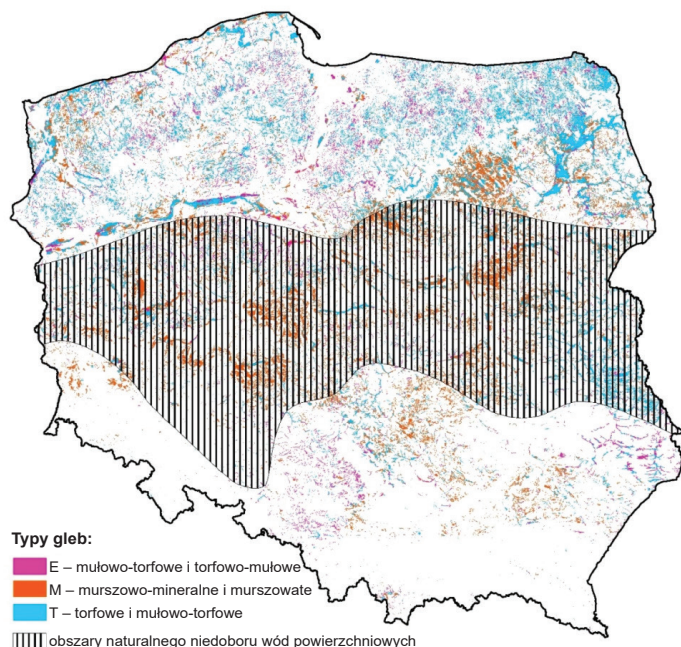 Typy gleb:
E – mułowo-torfowe i torfowo-mułowe
M – murszowo-mineralne i murszowate
T – torfowe i mułowo-torfowe
obszary naturalnego niedoboru wód powierzchniowych